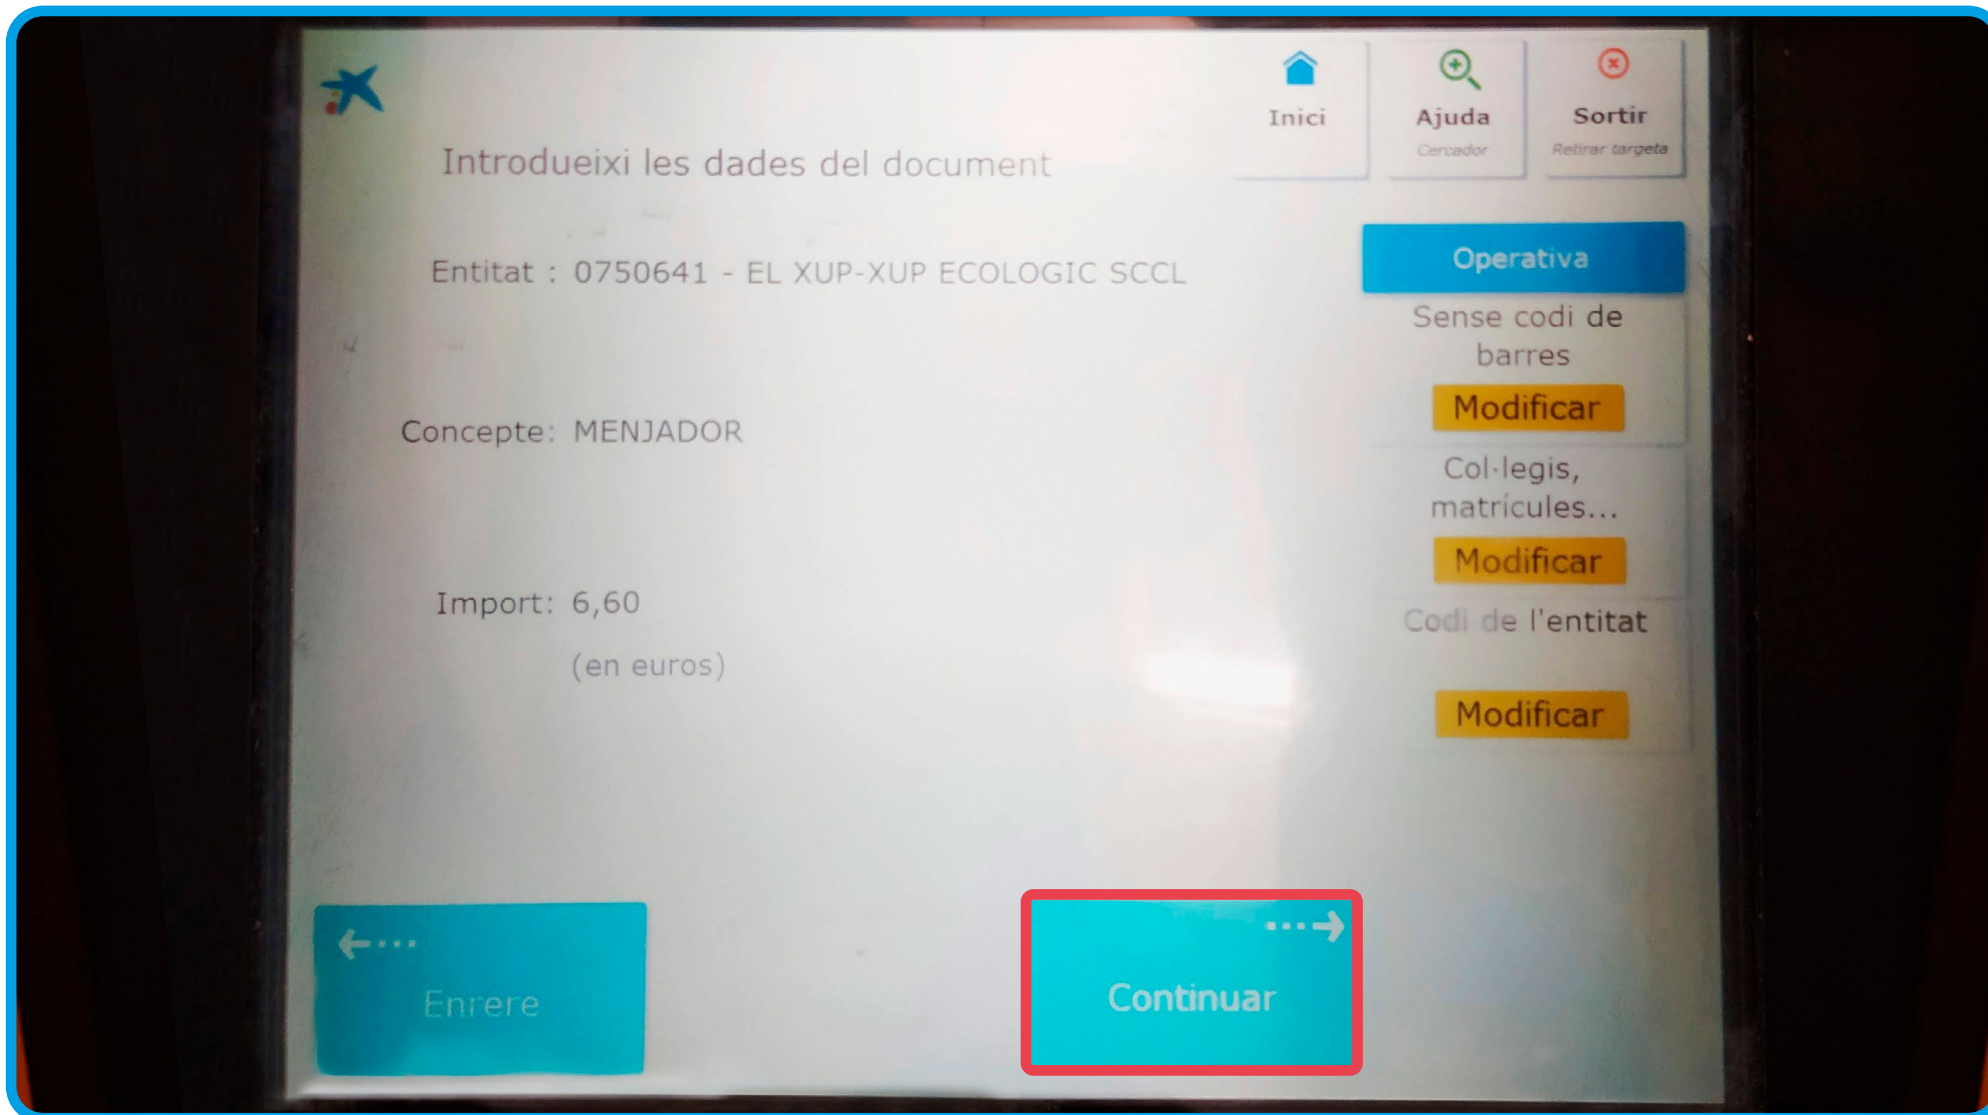 Inici
Ajuda
Cercador
Sortir
Retirar targeta
Introdueixi les dades del document
Entitat : 0750641 - EL XUP-XUP ECOLOGIC SCCL
Concepte: MENJADOR
Import: 6,60
(en euros)
Operativa
Sense codi de
barres
Modificar
Col·legis,
matrícules...
Modificar
Codi de l'entitat
Modificar
Enrere
Continuar